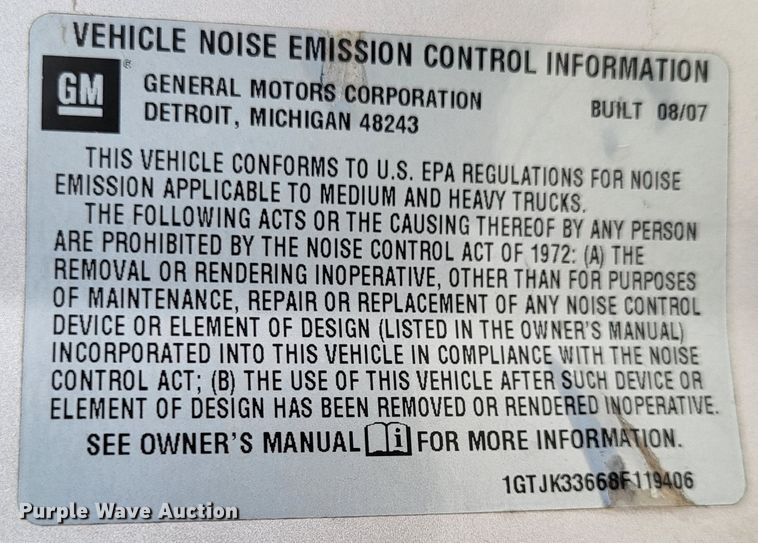 VEHICLE NOISE EMISSION CONTROL INFORMATION
GM ®
GENERAL MOTORS CORPORATION
DETROIT, MICHIGAN 48243
BUILT 08/07
THIS VEHICLE CONFORMS TO U.S. EPA REGULATIONS FOR NOISE
EMISSION APPLICABLE TO MEDIUM AND HEAVY TRUCKS.
THE FOLLOWING ACTS OR THE CAUSING THEREOF BY ANY PERSON
ARE PROHIBITED BY THE NOISE CONTROL ACT OF 1972: (A) THE
REMOVAL OR RENDERING INOPERATIVE, OTHER THAN FOR PURPOSES
OF MAINTENANCE, REPAIR OR REPLACEMENT OF ANY NOISE CONTROL
DEVICE OR ELEMENT OF DESIGN (LISTED IN THE OWNER'S MANUAL)
INCORPORATED INTO THIS VEHICLE IN COMPLIANCE WITH THE NOISE
CONTROL ACT; (B) THE USE OF THIS VEHICLE AFTER SUCH DEVICE OR
ELEMENT OF DESIGN HAS BEEN REMOVED OR RENDERED INOPERATIVE.
SEE OWNER'S MANUAL i FOR MORE INFORMATION.
1GTJK33668F119406
Purple Wave Auction